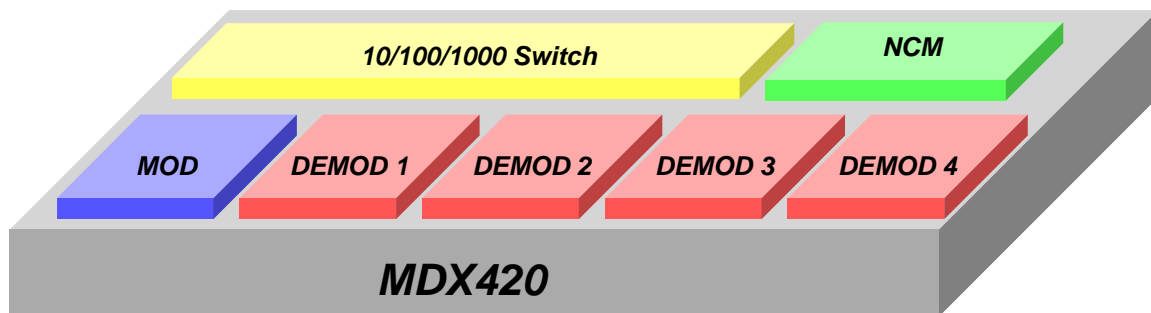 10/100/1000 Switch
NCM
MOD
DEMOD 1
DEMOD 2
DEMOD 3
DEMOD 4
MDX420